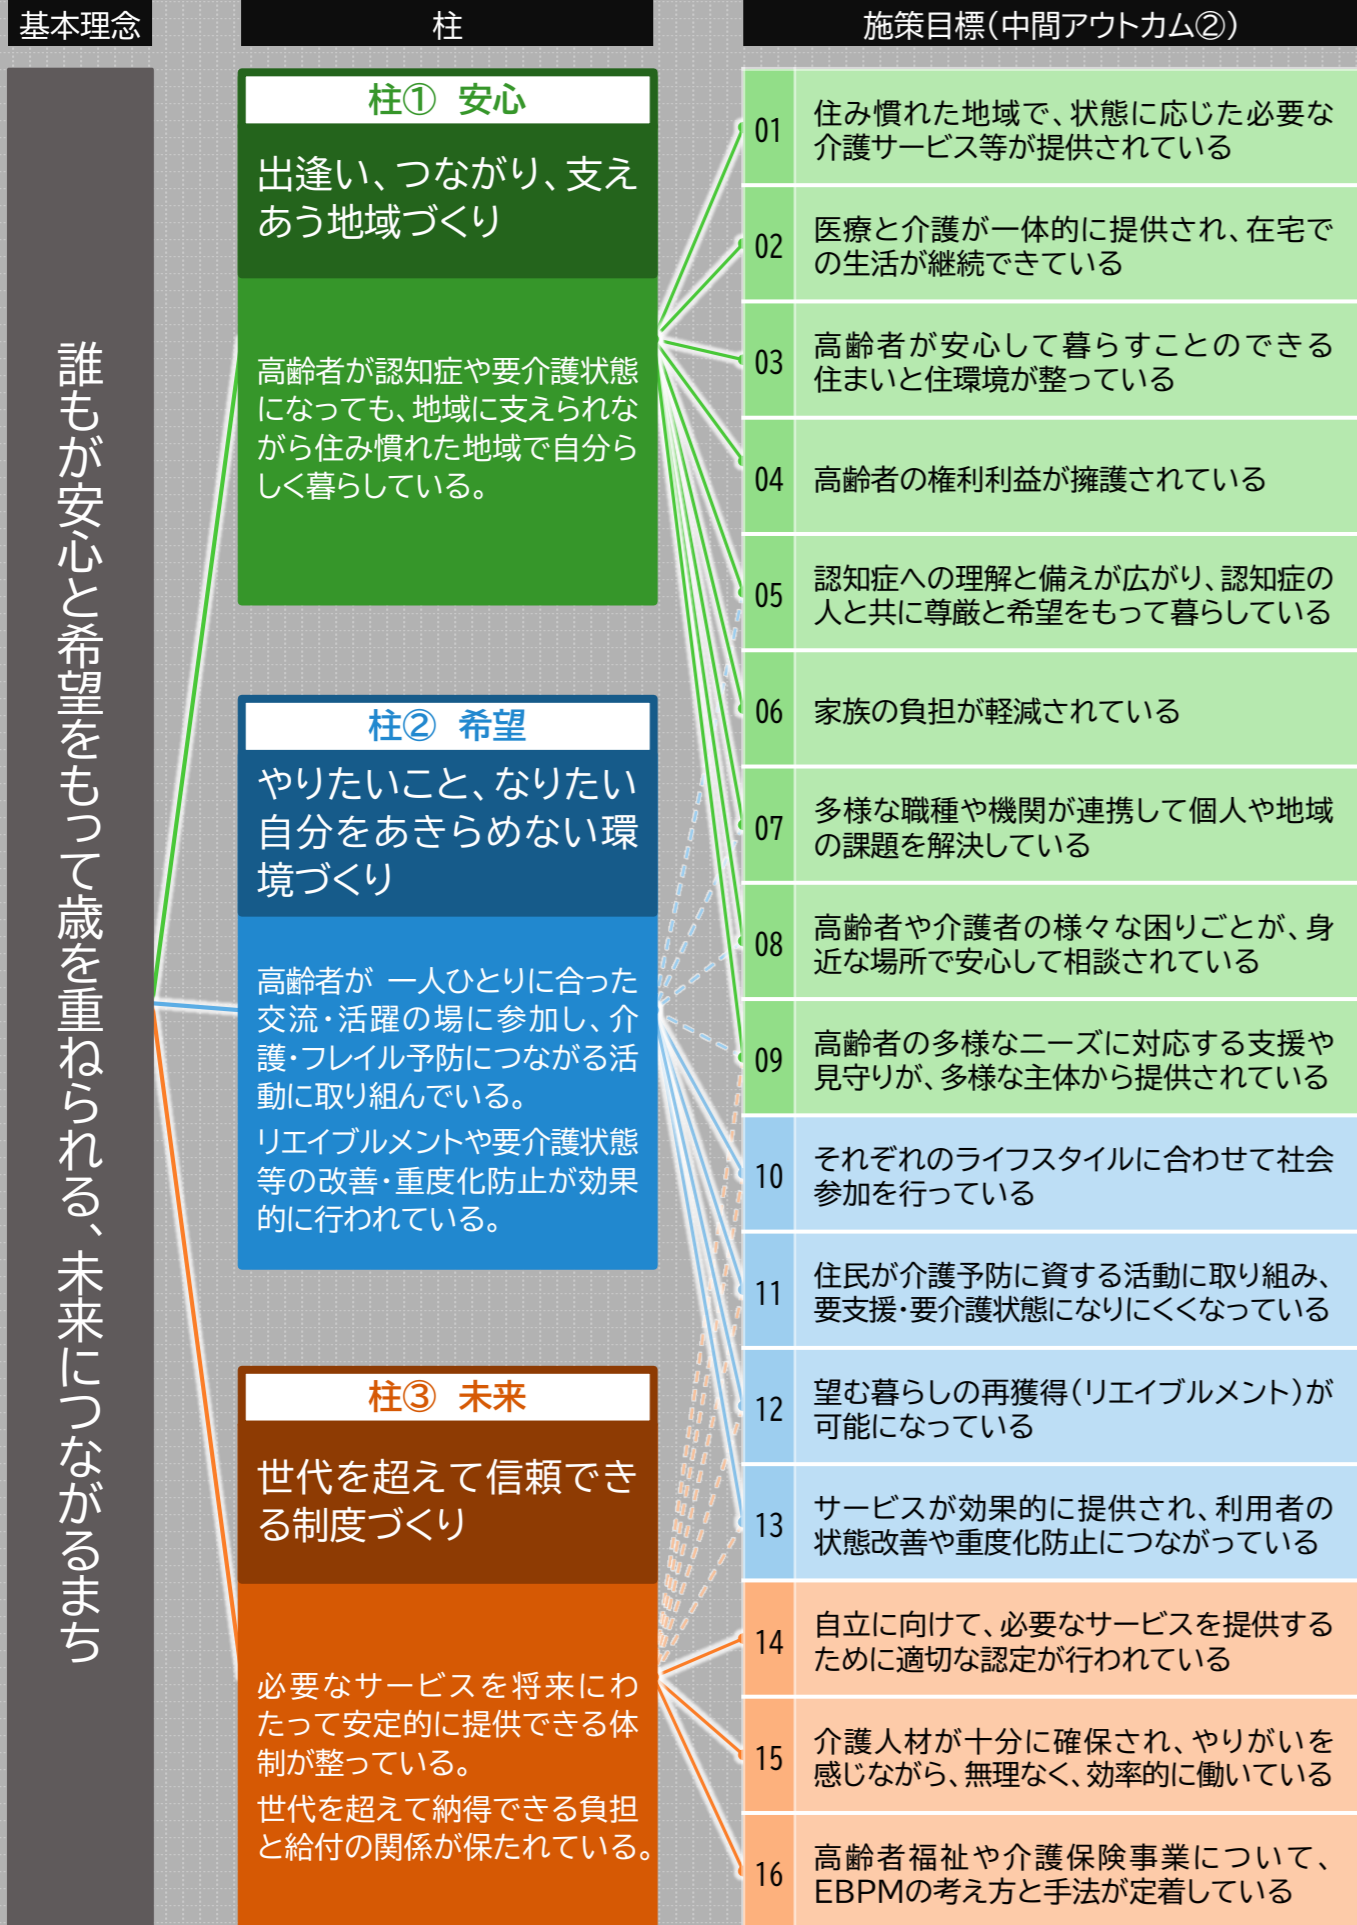 基本理念
柱
施策目標(中間アウトカム②)
誰もが安心と希望をもって歳を重ねられる、未来につながるまち
柱① 安心
出逢い、つながり、支え
あう地域づくり
高齢者が認知症や要介護状態
になっても、地域に支えられな
がら住み慣れた地域で自分ら
しく暮らしている。
柱② 希望
やりたいこと、なりたい
自分をあきらめない環
境づくり
高齢者が 一人ひとりに合った
交流・活躍の場に参加し、介
護・フレイル予防につながる活
動に取り組んでいる。
リエイブルメントや要介護状態
等の改善・重度化防止が効果
的に行われている。
柱③ 未来
世代を超えて信頼でき
る制度づくり
必要なサービスを将来にわ
たって安定的に提供できる体
制が整っている。
世代を超えて納得できる負担
と給付の関係が保たれている。
01
住み慣れた地域で、状態に応じた必要な
介護サービス等が提供されている
02
医療と介護が一体的に提供され、在宅で
の生活が継続できている
03
高齢者が安心して暮らすことのできる
住まいと住環境が整っている
04
高齢者の権利利益が擁護されている
05
認知症への理解と備えが広がり、認知症の
人と共に尊厳と希望をもって暮らしている
06
家族の負担が軽減されている
07
多様な職種や機関が連携して個人や地域
の課題を解決している
08
高齢者や介護者の様々な困りごとが、身
近な場所で安心して相談されている
09
高齢者の多様なニーズに対応する支援や
見守りが、多様な主体から提供されている
10
それぞれのライフスタイルに合わせて社会
参加を行っている
11
住民が介護予防に資する活動に取り組み、
要支援・要介護状態になりにくくなっている
12
望む暮らしの再獲得(リエイブルメント)が
可能になっている
13
サービスが効果的に提供され、利用者の
状態改善や重度化防止につながっている
14
自立に向けて、必要なサービスを提供する
ために適切な認定が行われている
15
介護人材が十分に確保され、やりがいを
感じながら、無理なく、効率的に働いている
16
高齢者福祉や介護保険事業について、
EBPMの考え方と手法が定着している